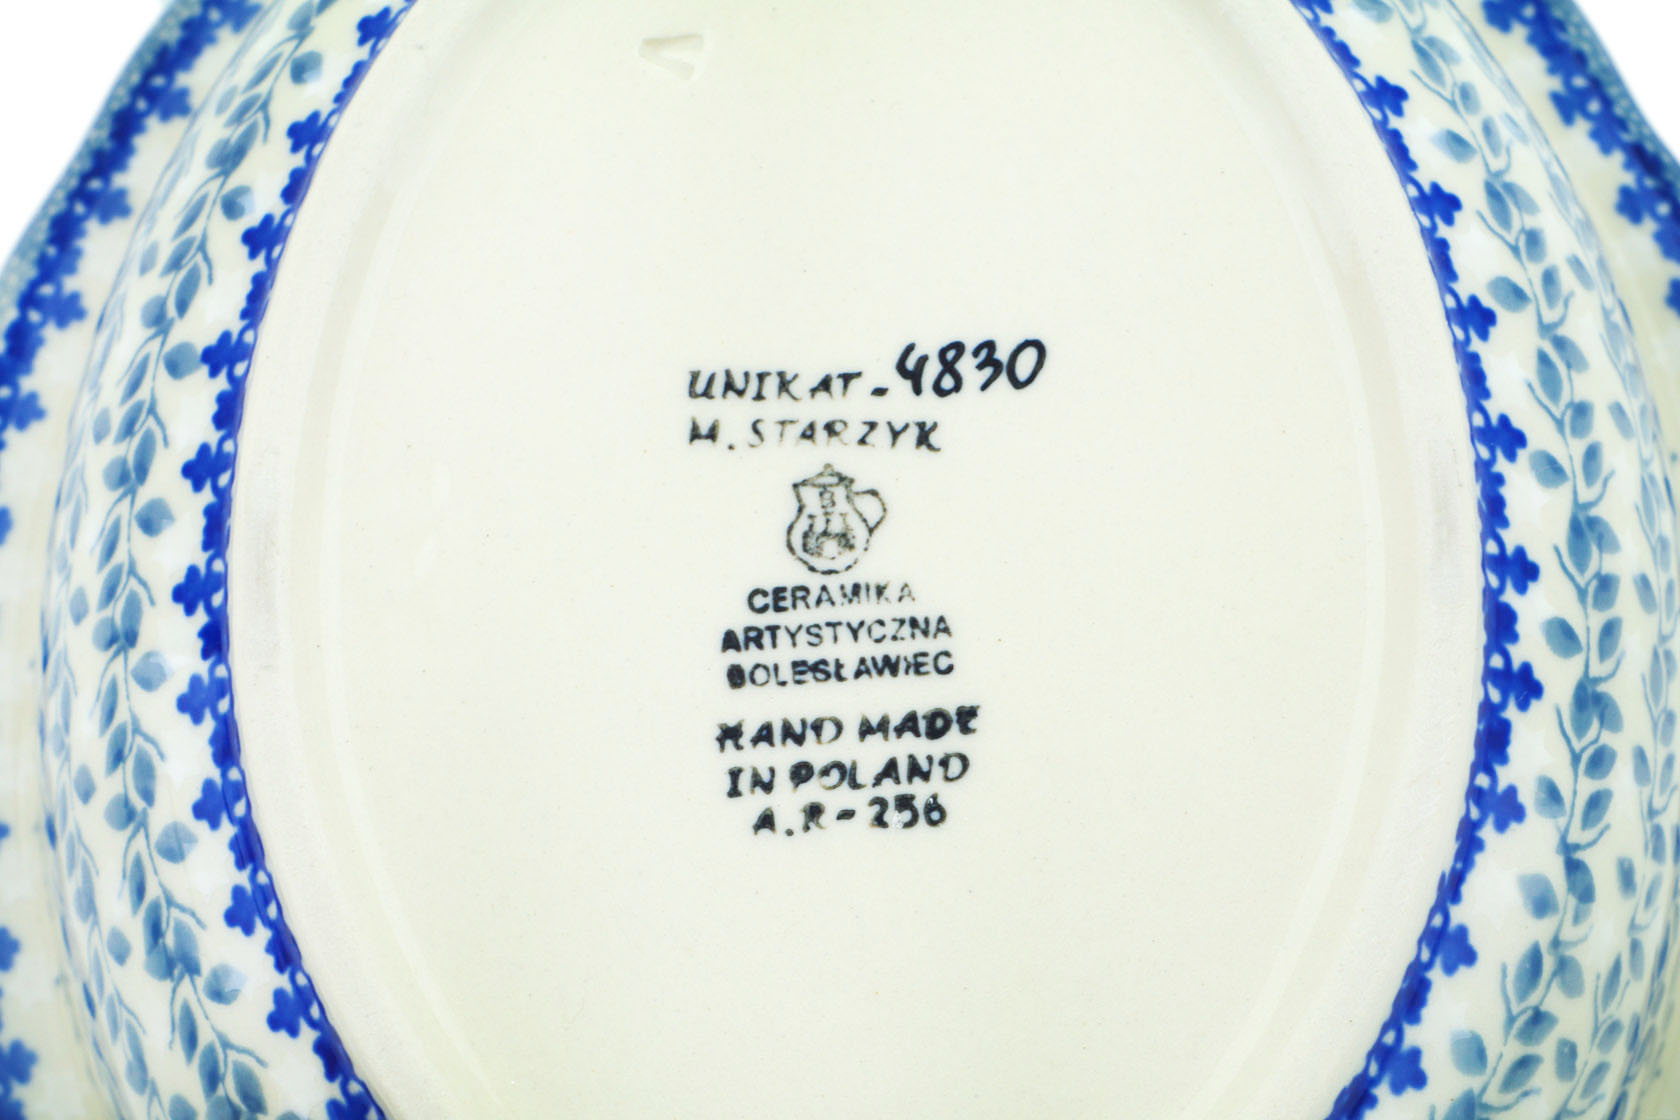 UNIKAT-4830
M. STARZYK
B
CERAMIKA
ARTYSTYCZNA
BOLESŁAWIEC
HAND MADE
IN POLAND
A.R-256